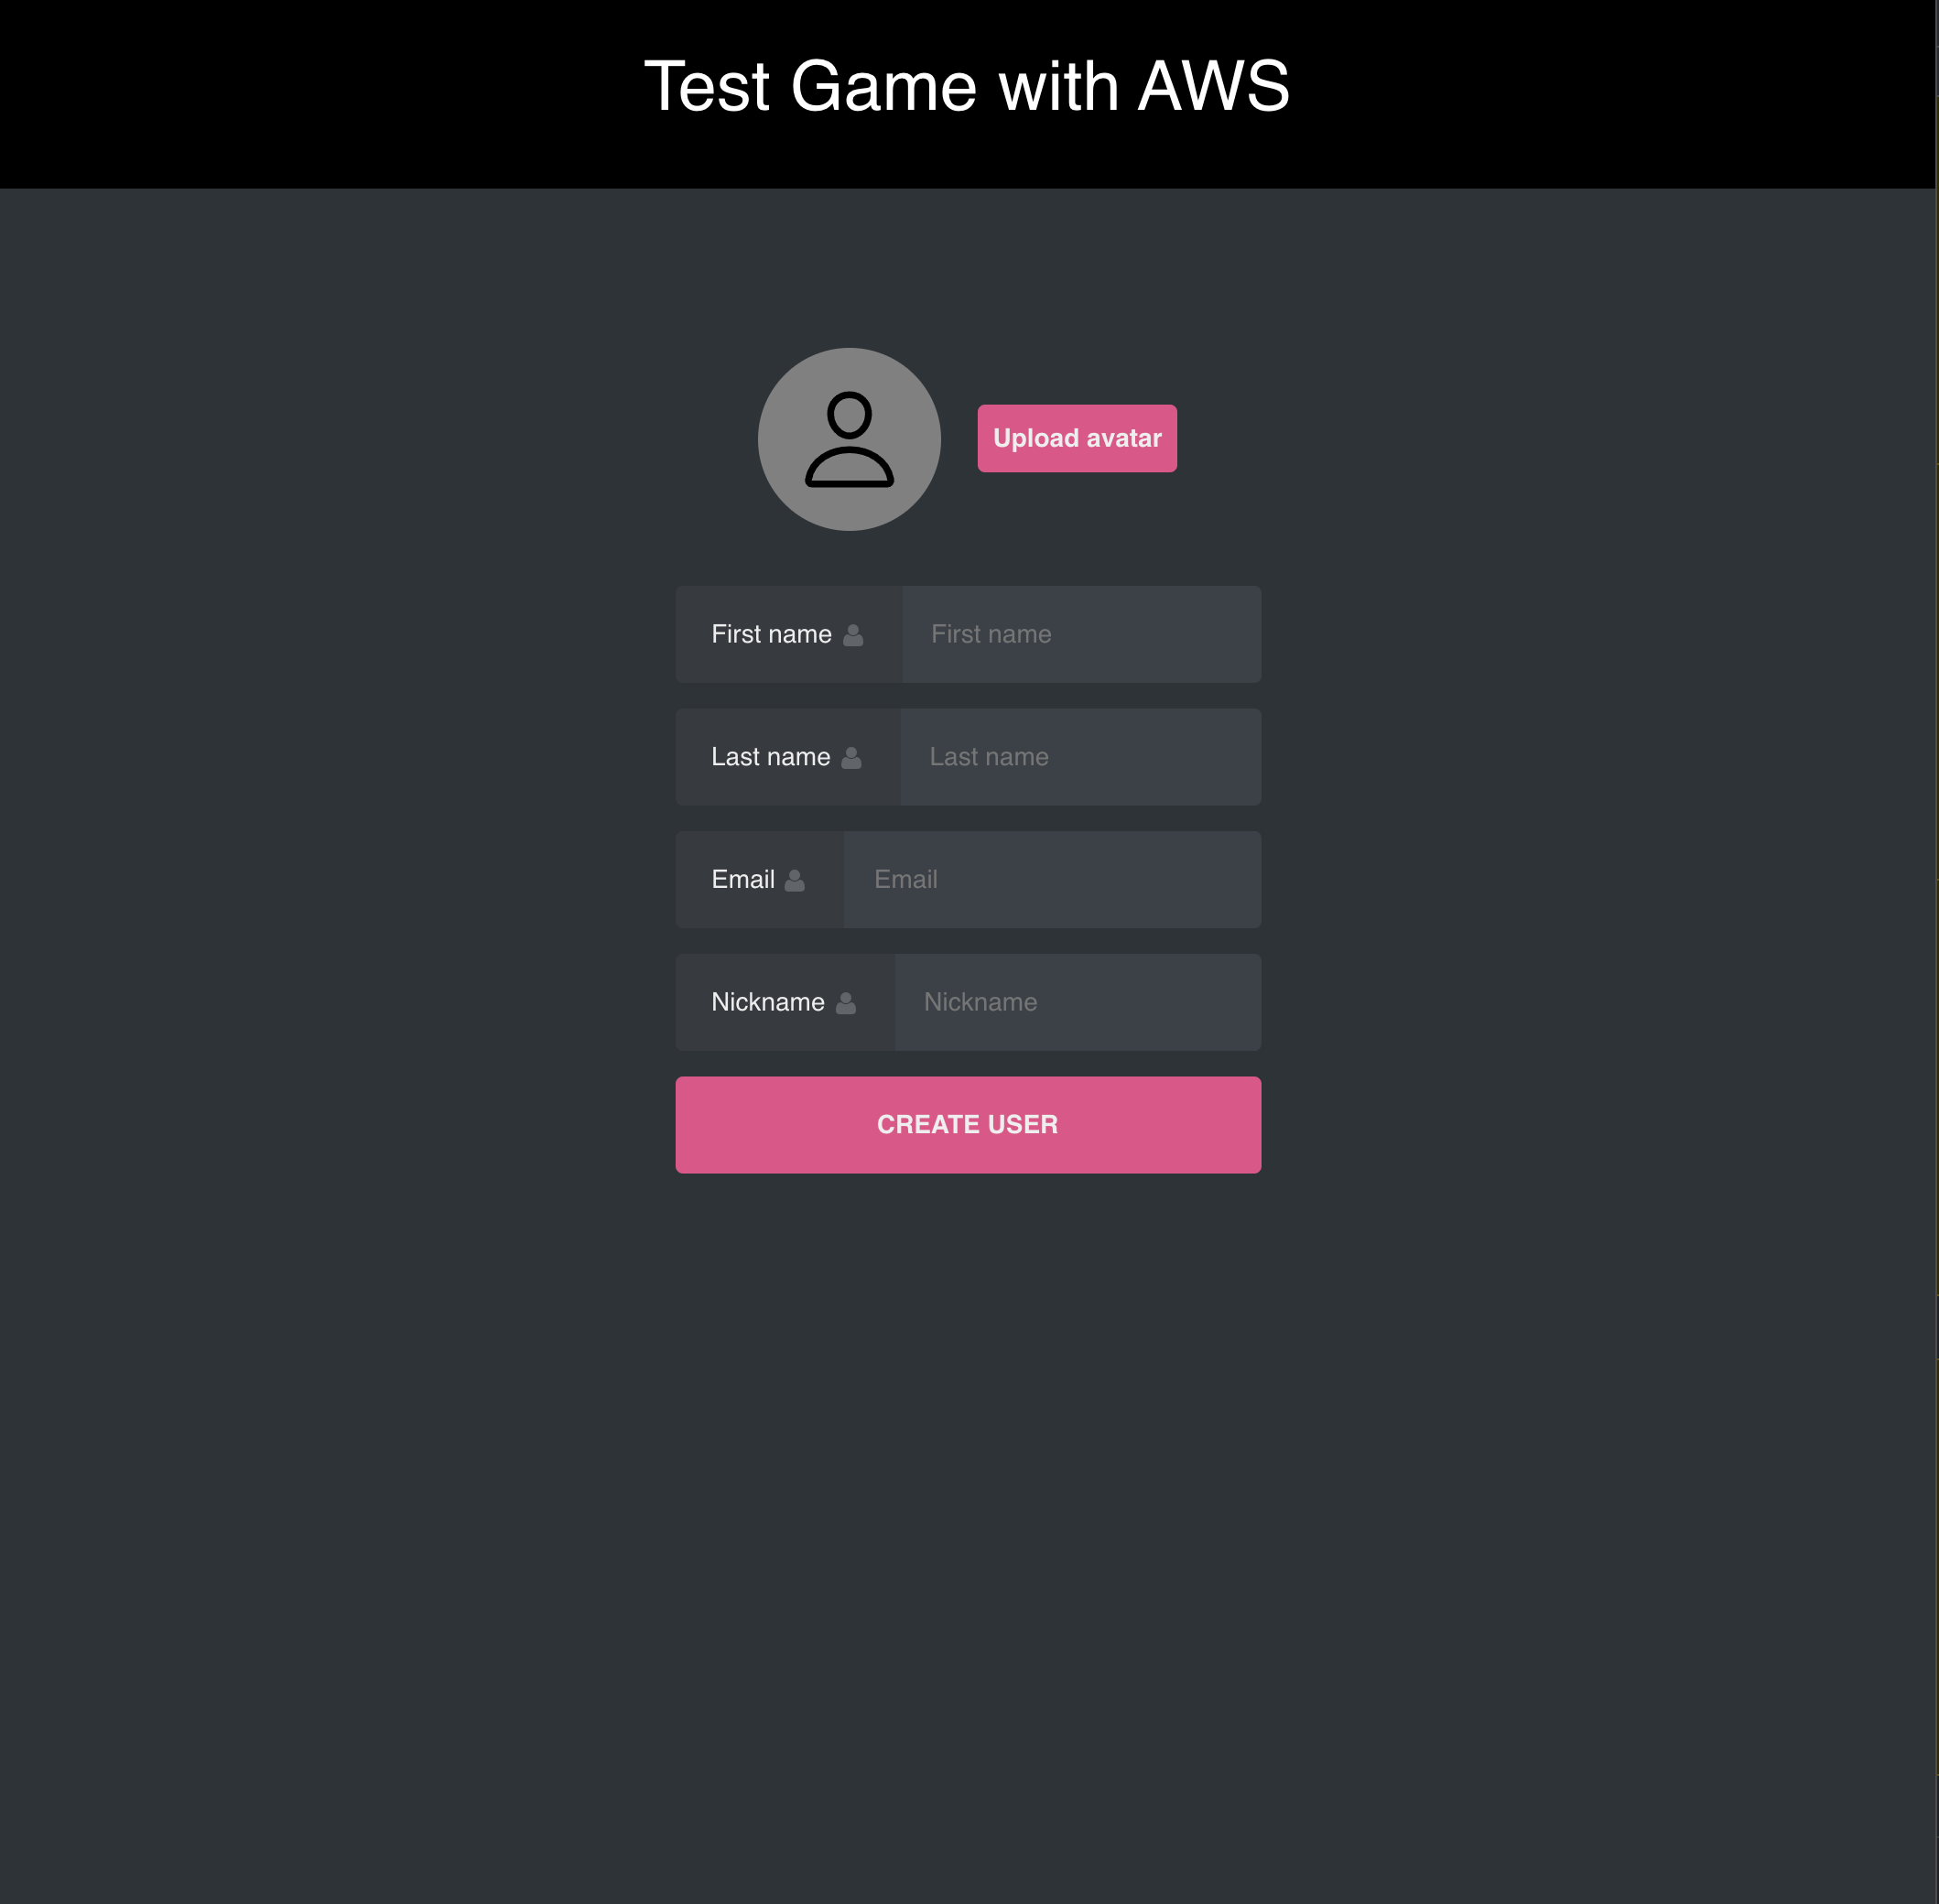 Test Game with AWS
Upload avatar
First name First name
Last name Last name
Email Email
Nickname Nickname
CREATE USER